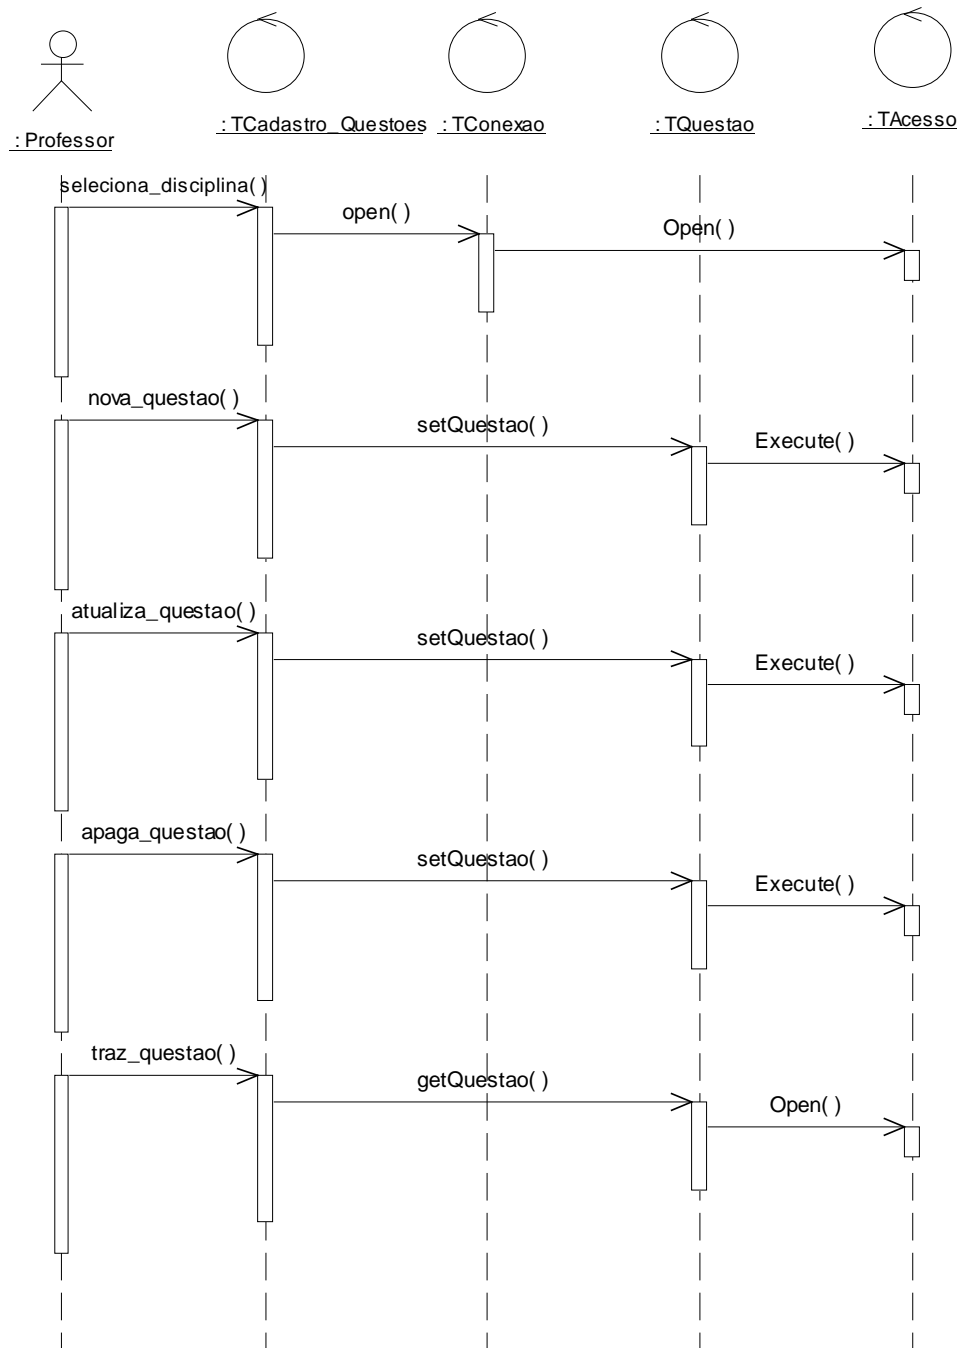 : Professor
: TCadastro_Questoes
: TConexao
: TQuestao
: TAcesso
seleciona_disciplina( )
open( )
Open( )
nova_questao( )
setQuestao( )
Execute( )
atualiza_questao( )
setQuestao( )
Execute( )
apaga_questao( )
setQuestao( )
Execute( )
traz_questao( )
getQuestao( )
Open( )